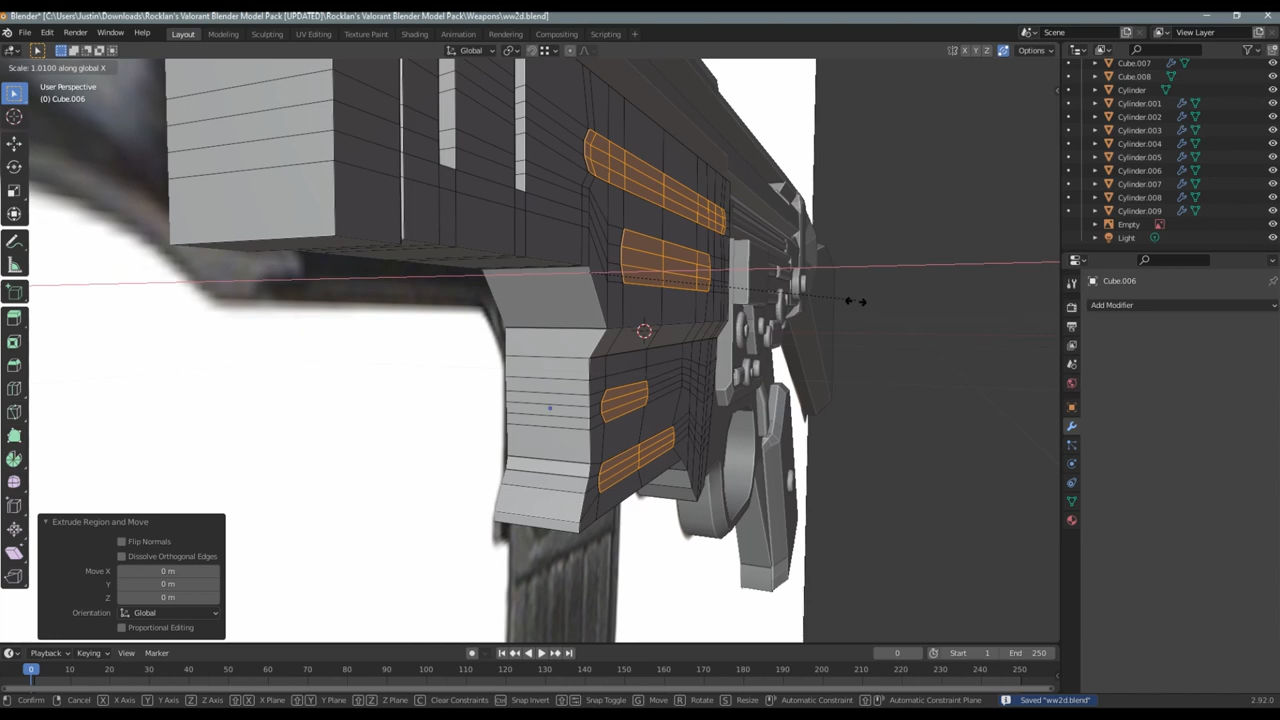 Blender* [C:\Users\Justin\Downloads\Rocklan's Valorant Blender Model Pack [UPDATED]\Rocklan's Valorant Blender Model Pack\Weapons\ww2d.blend]
File Edit Render Window Help Layout Modeling Sculpting UV Editing Texture Paint Shading Animation Rendering Compositing Scripting + Scene View Layer
Global X Y Z Options
Scale: 1.0100 along global X
User Perspective
(0) Cube.006
Cube.007
Cube.008
Cylinder
Cylinder.001
Cylinder.002
Cylinder.003
Cylinder.004
Cylinder.005
Cylinder.006
Cylinder.007
Cylinder.008
Cylinder.009
Empty
Light
Cube.006
Add Modifier
Extrude Region and Move
Flip Normals
Dissolve Orthogonal Edges
Move X 0 m
Y 0 m
Z 0 m
Orientation Global
Proportional Editing
Playback Keying View Marker 0 Start 1 End 250
0 10 20 30 40 50 60 70 80 90 100 110 120 130 140 150 160 170 180 190 200 210 220 230 240 250
Confirm Cancel X X Axis Y Y Axis Z Z Axis X X Plane Y Y Plane Z Z Plane C Clear Constraints Snap Invert Snap Toggle G Move R Rotate S Resize Automatic Constraint Automatic Constraint Plane Saved "ww2d.blend" 2.92.0